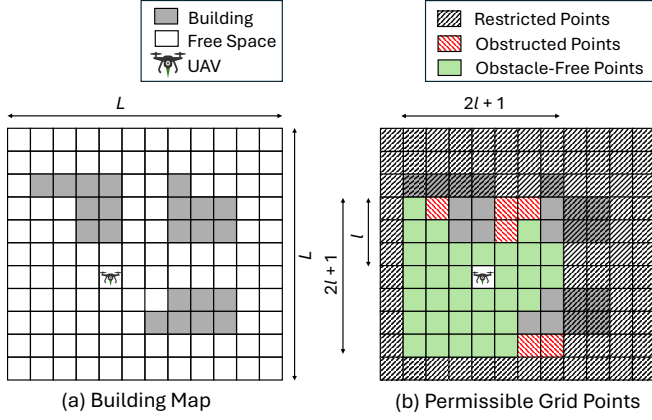 Building
Free Space
UAV
Restricted Points
Obstructed Points
Obstacle-Free Points
L
2l + 1
L
2l + 1
l
(a) Building Map
(b) Permissible Grid Points